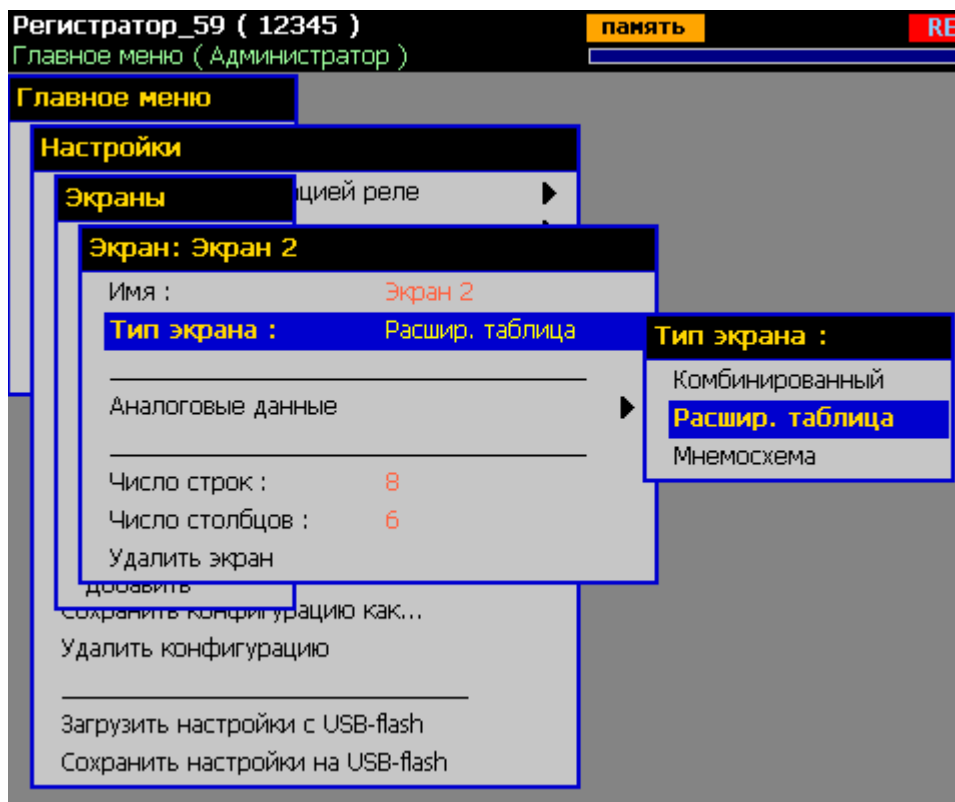 Регистратор_59 ( 12345 )
память
RE
Главное меню ( Администратор )
Главное меню
Настройки
Экраны
цией реле
Экран: Экран 2
Имя : Экран 2
Тип экрана : Расшир. таблица
Тип экрана :
Комбинированный
Расшир. таблица
Мнемосхема
Аналоговые данные
Число строк : 8
Число столбцов : 6
Удалить экран
Добавить
Сохранить конфигурацию как...
Удалить конфигурацию
Загрузить настройки с USB-flash
Сохранить настройки на USB-flash